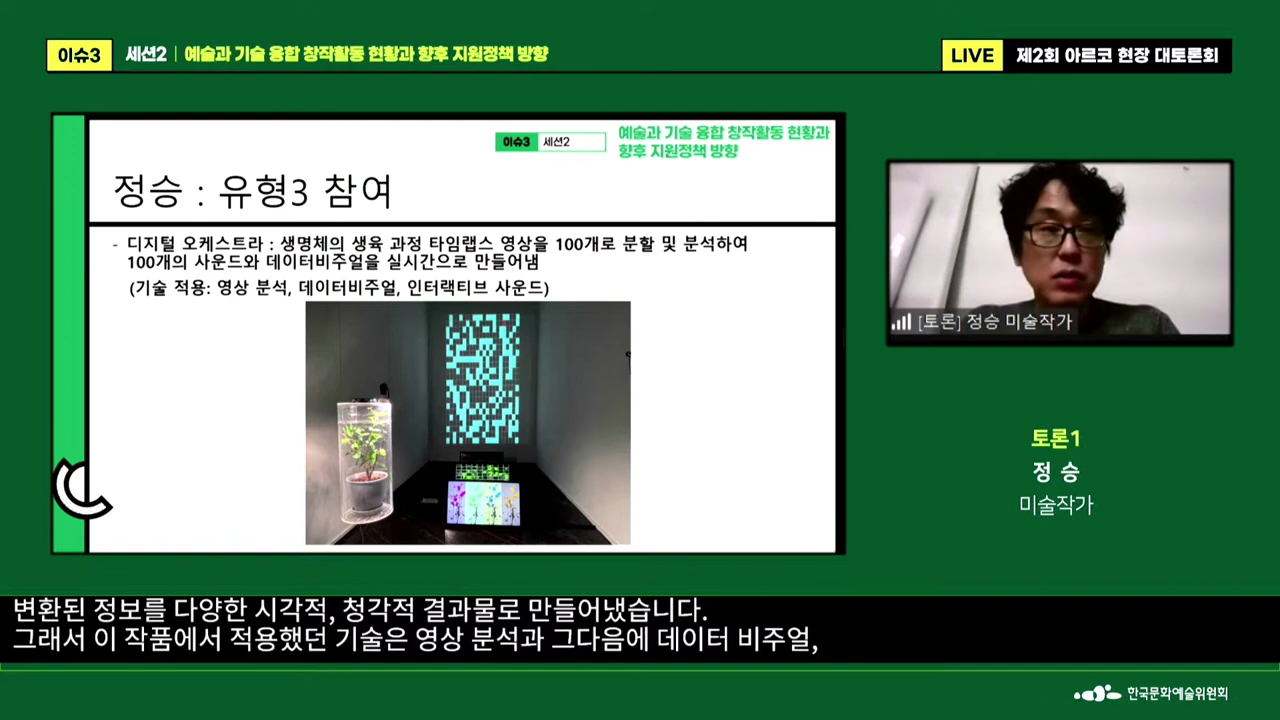 이슈3 세션2 | 예술과 기술 융합 창작활동 현황과 향후 지원정책 방향
LIVE 제2회 아르코 현장 대토론회
이슈3 세션2
예술과 기술 융합 창작활동 현황과
향후 지원정책 방향
정승 : 유형3 참여
- 디지털 오케스트라 : 생명체의 생육 과정 타임랩스 영상을 100개로 분할 및 분석하여
100개의 사운드와 데이터비주얼을 실시간으로 만들어냄
(기술 적용: 영상 분석, 데이터비주얼, 인터랙티브 사운드)
[토론] 정승 미술작가
토론1
정 승
미술작가
변환된 정보를 다양한 시각적, 청각적 결과물로 만들어냈습니다.
그래서 이 작품에서 적용했던 기술은 영상 분석과 그다음에 데이터 비주얼,
한국문화예술위원회